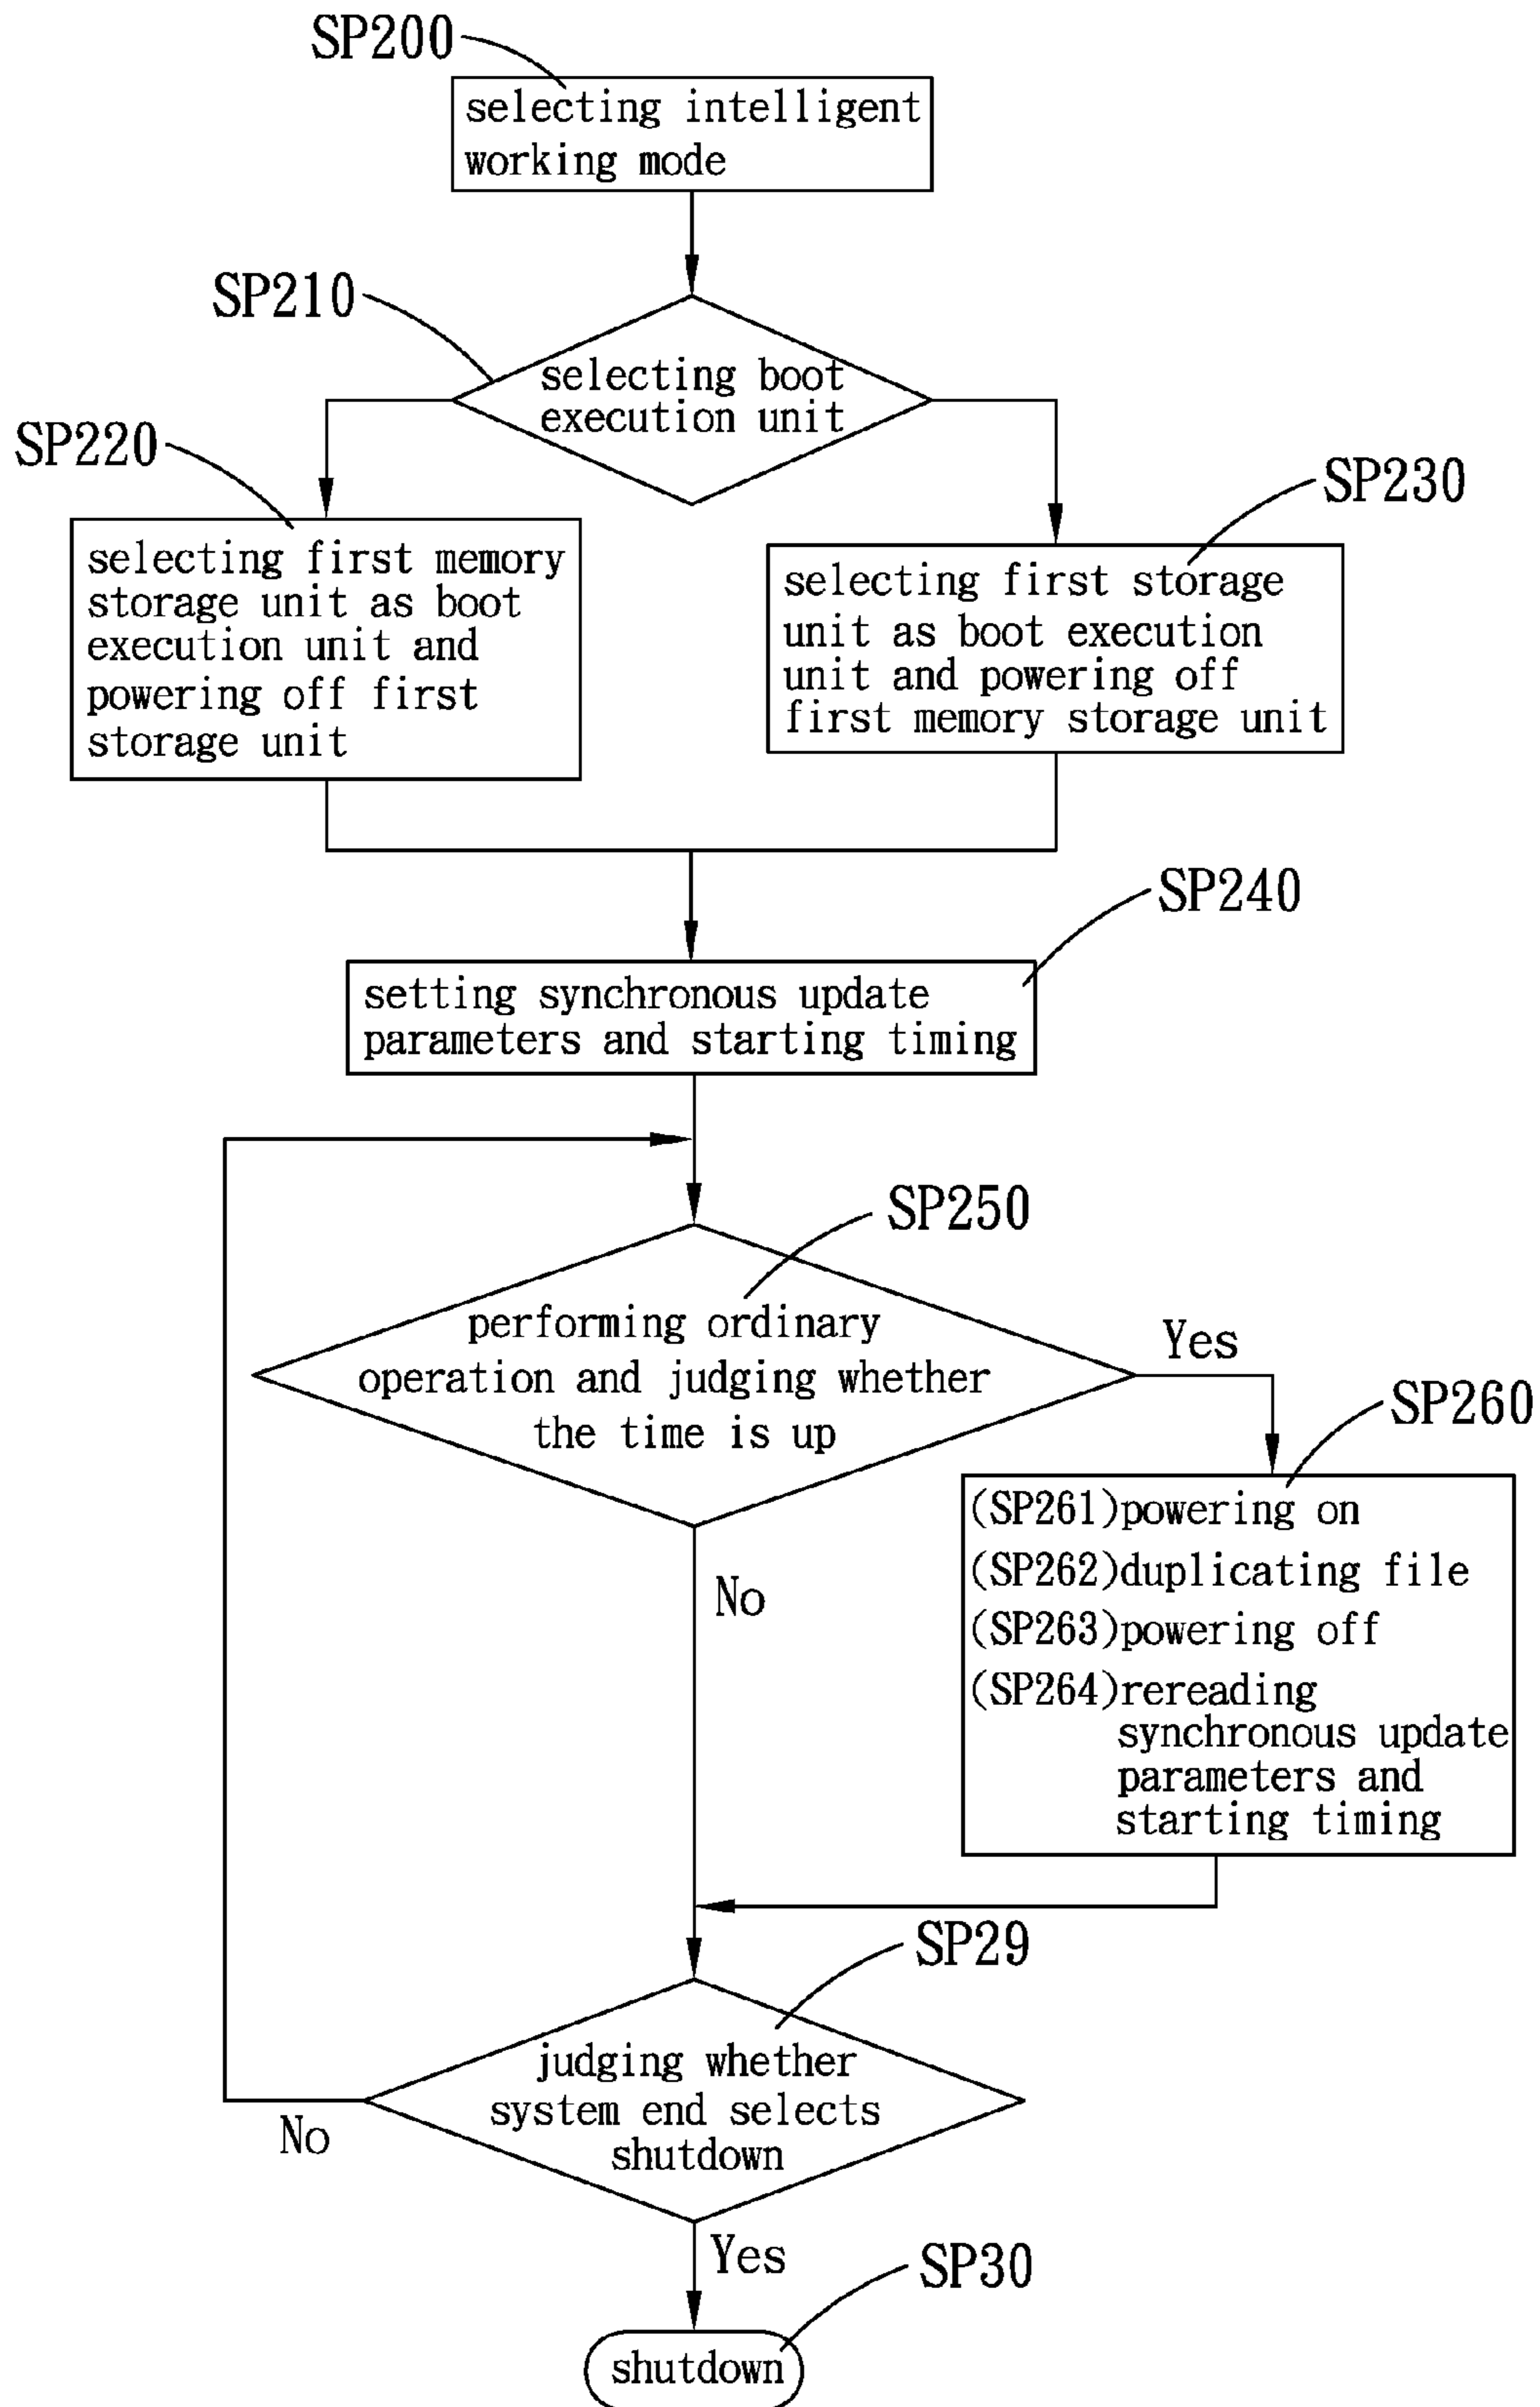 SP200
selecting intelligent
working mode
SP210
selecting boot
execution unit
SP220
selecting first memory
storage unit as boot
execution unit and
powering off first
storage unit
SP230
selecting first storage
unit as boot execution
unit and powering off
first memory storage unit
SP240
setting synchronous update
parameters and starting timing
SP250
performing ordinary
operation and judging whether
the time is up
Yes
No
SP260
(SP261)powering on
(SP262)duplicating file
(SP263)powering off
(SP264)rereading
synchronous update
parameters and
starting timing
SP29
judging whether
system end selects
shutdown
No
Yes
SP30
shutdown